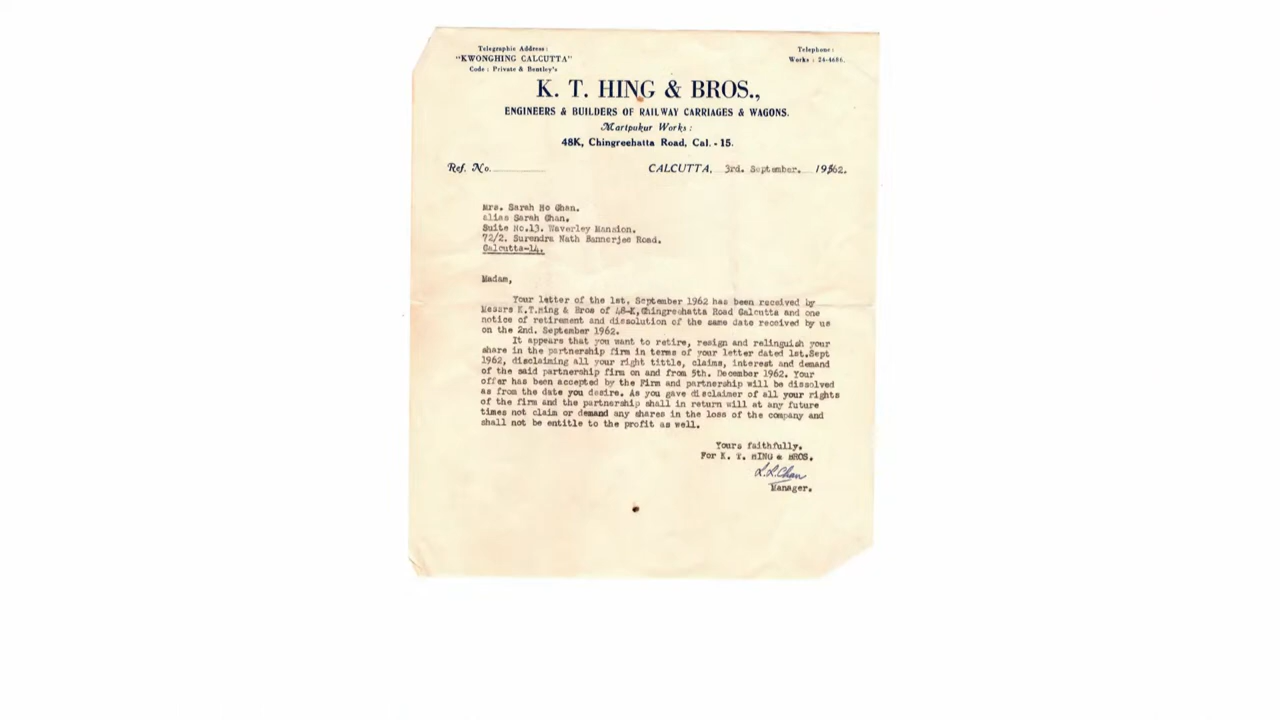 Telegraphic Address:
"KWONGHING CALCUTTA"
Code : Private & Bentley's
Telephone:
Works : 24-4686.
K. T. HING & BROS.,
ENGINEERS & BUILDERS OF RAILWAY CARRIAGES & WAGONS.
Martpukur Works:
48K, Chingreehatta Road, Cal. - 15.
Ref. No.
CALCUTTA, 3rd. September. 1962.
Mrs. Sarah Ho Chan.
alias Sarah Chan.
Suite No.13. Waverley Mansion.
72/2. Surendra Nath Bannerjee Road.
Calcutta-14.
Madam,
Your letter of the 1st. September 1962 has been received by
Messrs K.T.Hing & Bros of 48-K,Chingreehatta Road Calcutta and one
notice of retirement and dissolution of the same date received by us
on the 2nd. September 1962.
It appears that you want to retire, resign and relinguish your
share in the partnership firm in terms of your letter dated 1st.Sept
1962, disclaiming all your right tittle, claims, interest and demand
of the said partnership firm on and from 5th. December 1962. Your
offer has been accepted by the Firm and partnership will be dissolved
as from the date you desire. As you gave disclaimer of all your rights
of the firm and the partnership shall in return will at any future
times not claim or demand any shares in the loss of the company and
shall not be entitle to the profit as well.
Yours faithfully.
For K. T. HING & BROS.
L.L.Chan
Manager.